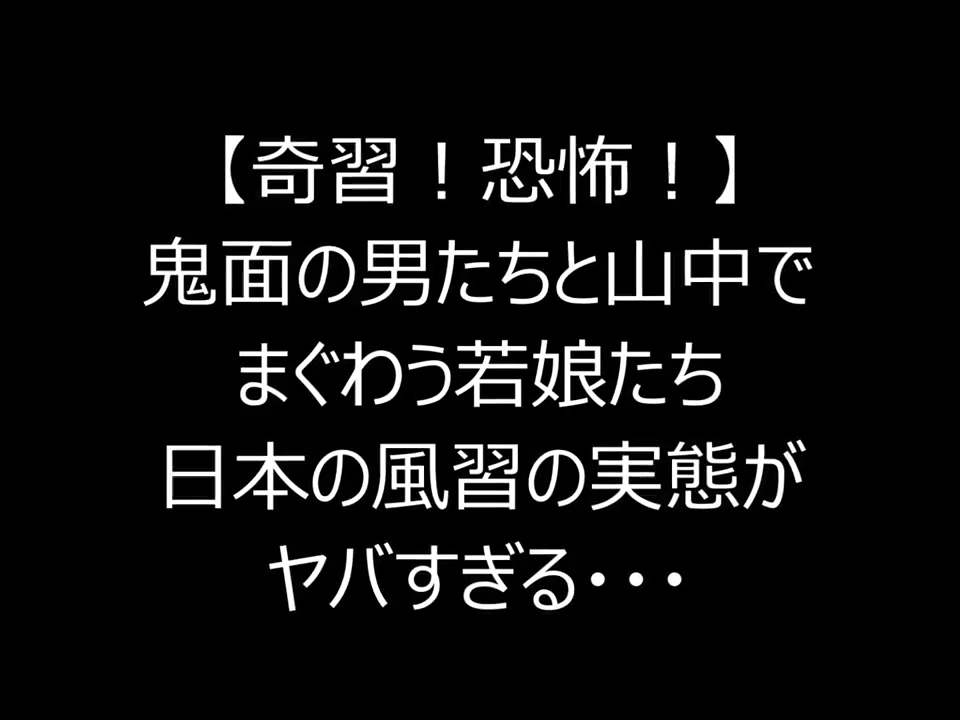 【奇習！恐怖！】
鬼面の男たちと山中で
まぐわう若娘たち
日本の風習の実態が
ヤバすぎる・・・